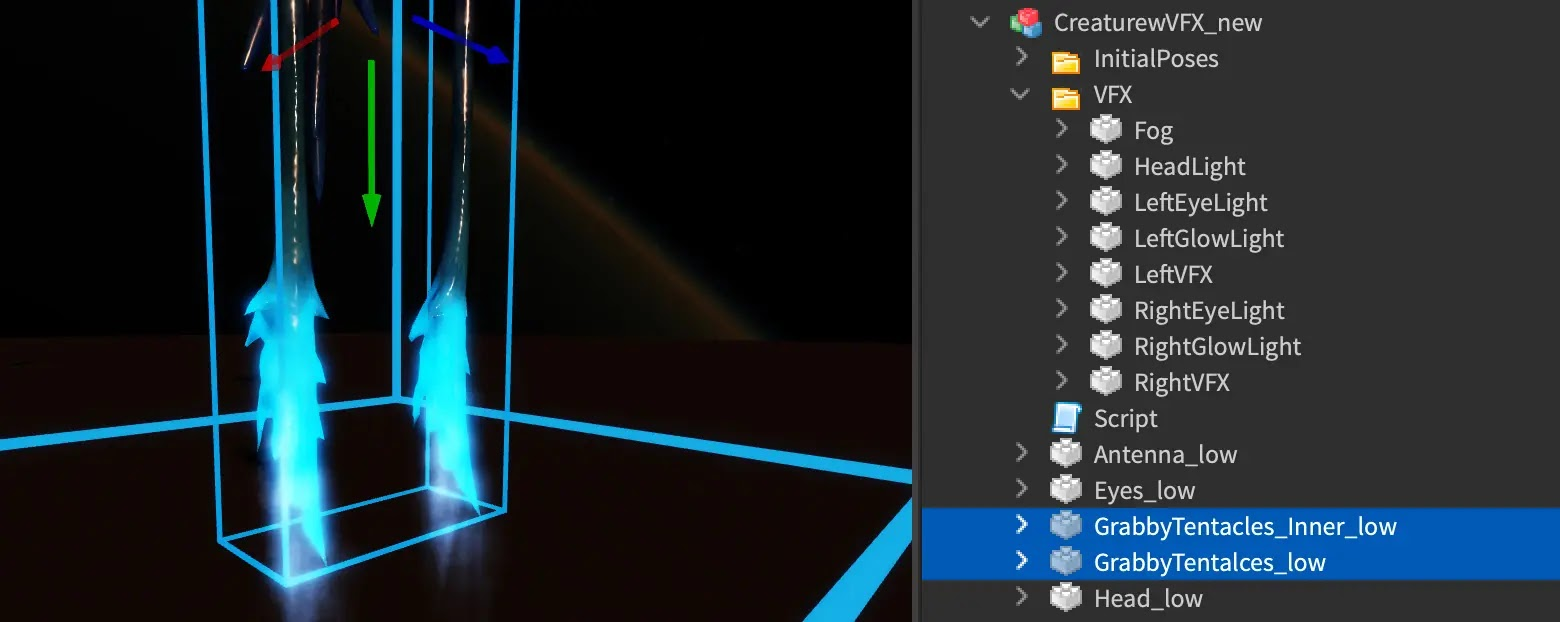 CreaturewVFX_new
InitialPoses
VFX
Fog
HeadLight
LeftEyeLight
LeftGlowLight
LeftVFX
RightEyeLight
RightGlowLight
RightVFX
Script
Antenna_low
Eyes_low
GrabbyTentacles_Inner_low
GrabbyTentalces_low
Head_low